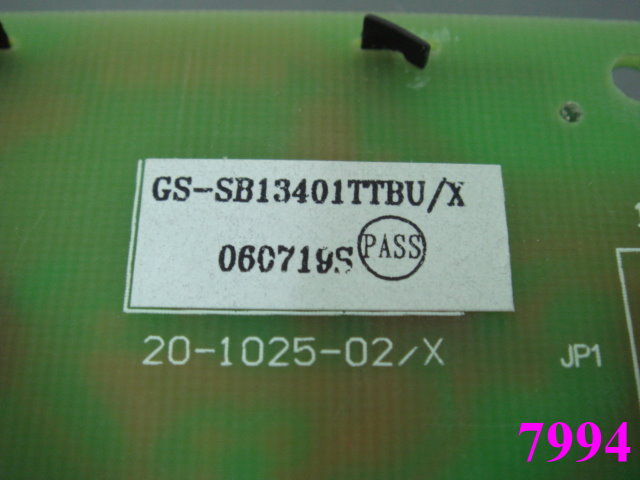 GS-SB13401TTBU/X
060719S PASS
20-1025-02/X
JP1
7994